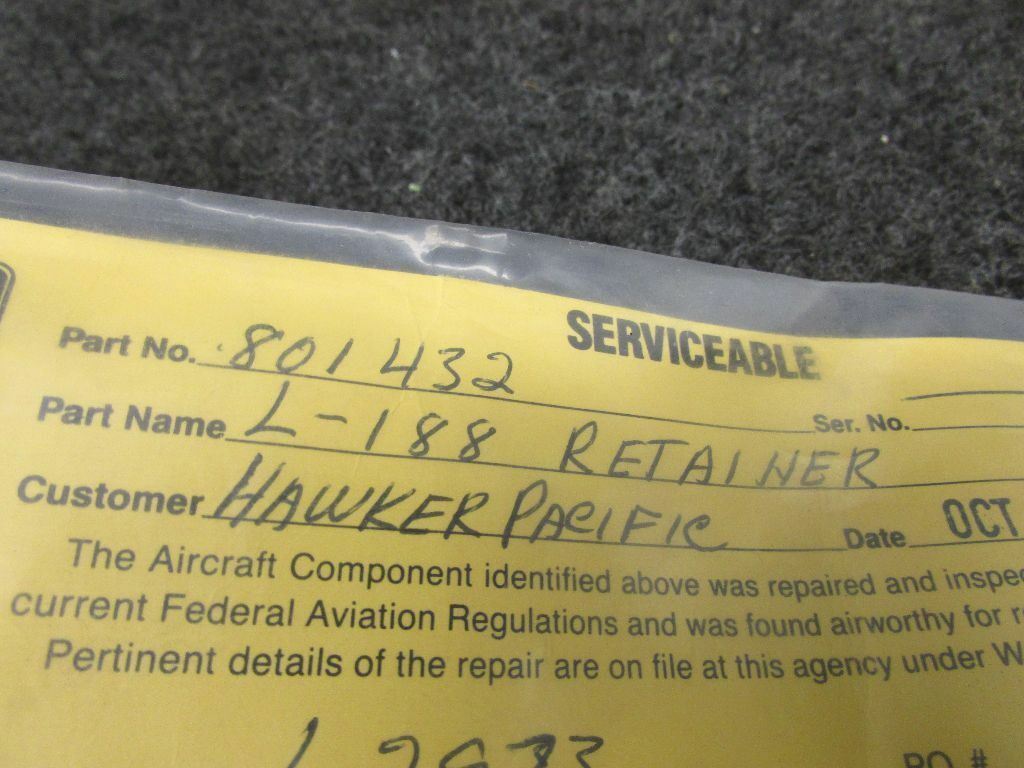 SERVICEABLE
Part No. 801432 Ser. No.
Part Name L-188 RETAINER
Customer HAWKER PACIFIC Date OCT
The Aircraft Component identified above was repaired and inspec
current Federal Aviation Regulations and was found airworthy for r
Pertinent details of the repair are on file at this agency under W
PO #